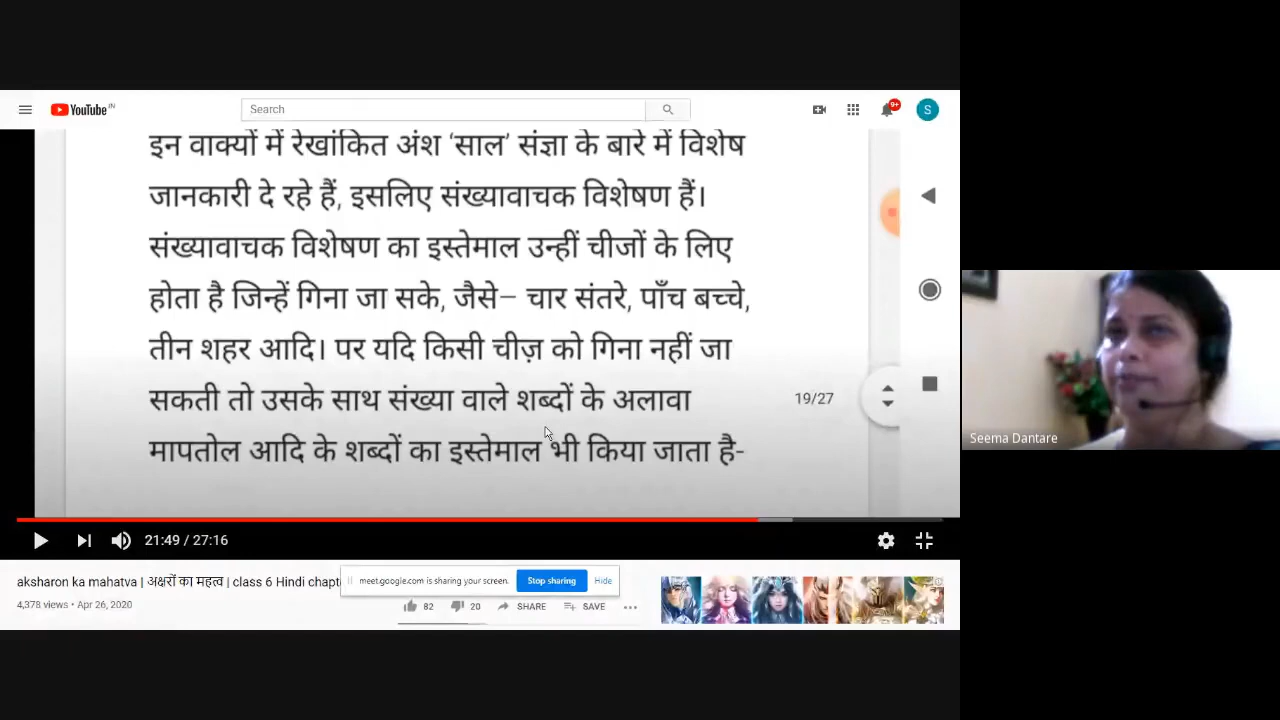 YouTube IN
Search
9+
S
इन वाक्यों में रेखांकित अंश ‘साल’ संज्ञा के बारे में विशेष
जानकारी दे रहे हैं, इसलिए संख्यावाचक विशेषण हैं।
संख्यावाचक विशेषण का इस्तेमाल उन्हीं चीजों के लिए
होता है जिन्हें गिना जा सके, जैसे– चार संतरे, पाँच बच्चे,
तीन शहर आदि। पर यदि किसी चीज़ को गिना नहीं जा
सकती तो उसके साथ संख्या वाले शब्दों के अलावा
19/27
मापतोल आदि के शब्दों का इस्तेमाल भी किया जाता है-
Seema Dantare
21:49 / 27:16
aksharon ka mahatva | अक्षरों का महत्व | class 6 Hindi chapt
meet.google.com is sharing your screen.
Stop sharing
Hide
4,378 views • Apr 26, 2020
82
20
SHARE
SAVE